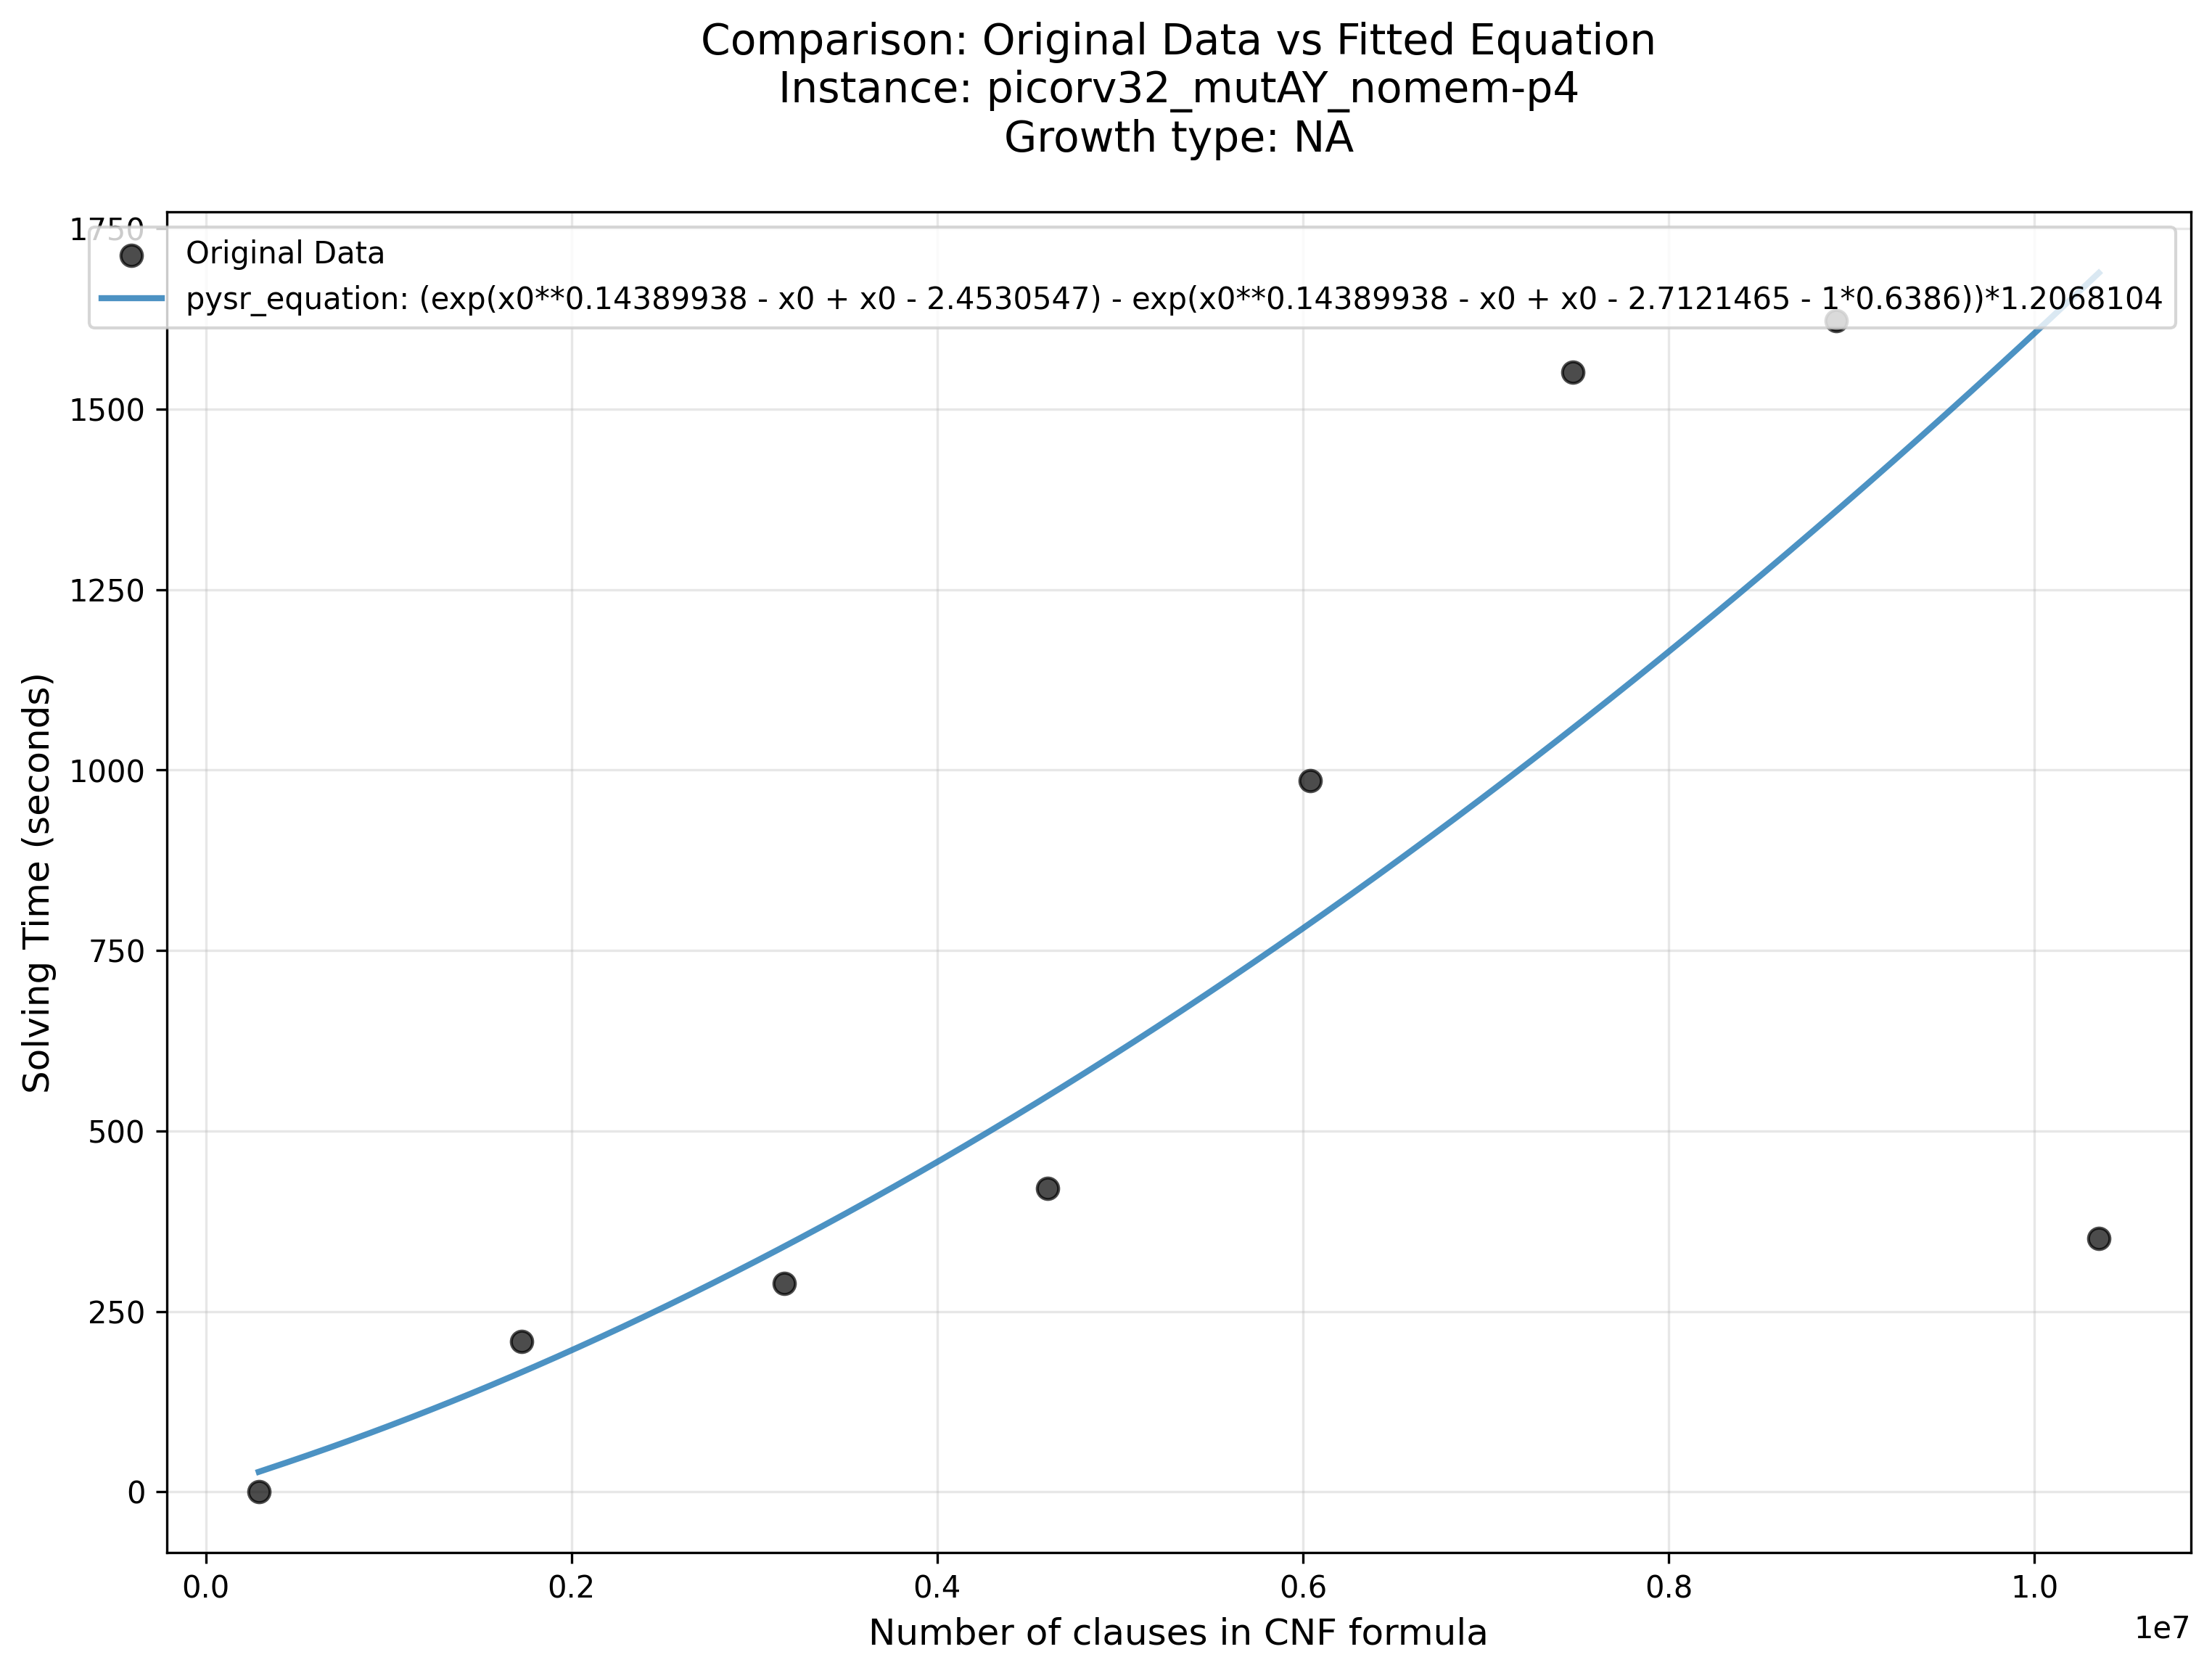 Comparison: Original Data vs Fitted Equation
Instance: picorv32_mutAY_nomem-p4
Growth type: NA
Original Data
pysr_equation: (exp(x0**0.14389938 - x0 + x0 - 2.4530547) - exp(x0**0.14389938 - x0 + x0 - 2.7121465 - 1*0.6386))*1.2068104
Solving Time (seconds)
1750
1500
1250
1000
750
500
250
0
0.0 0.2 0.4 0.6 0.8 1.0
1e7
Number of clauses in CNF formula